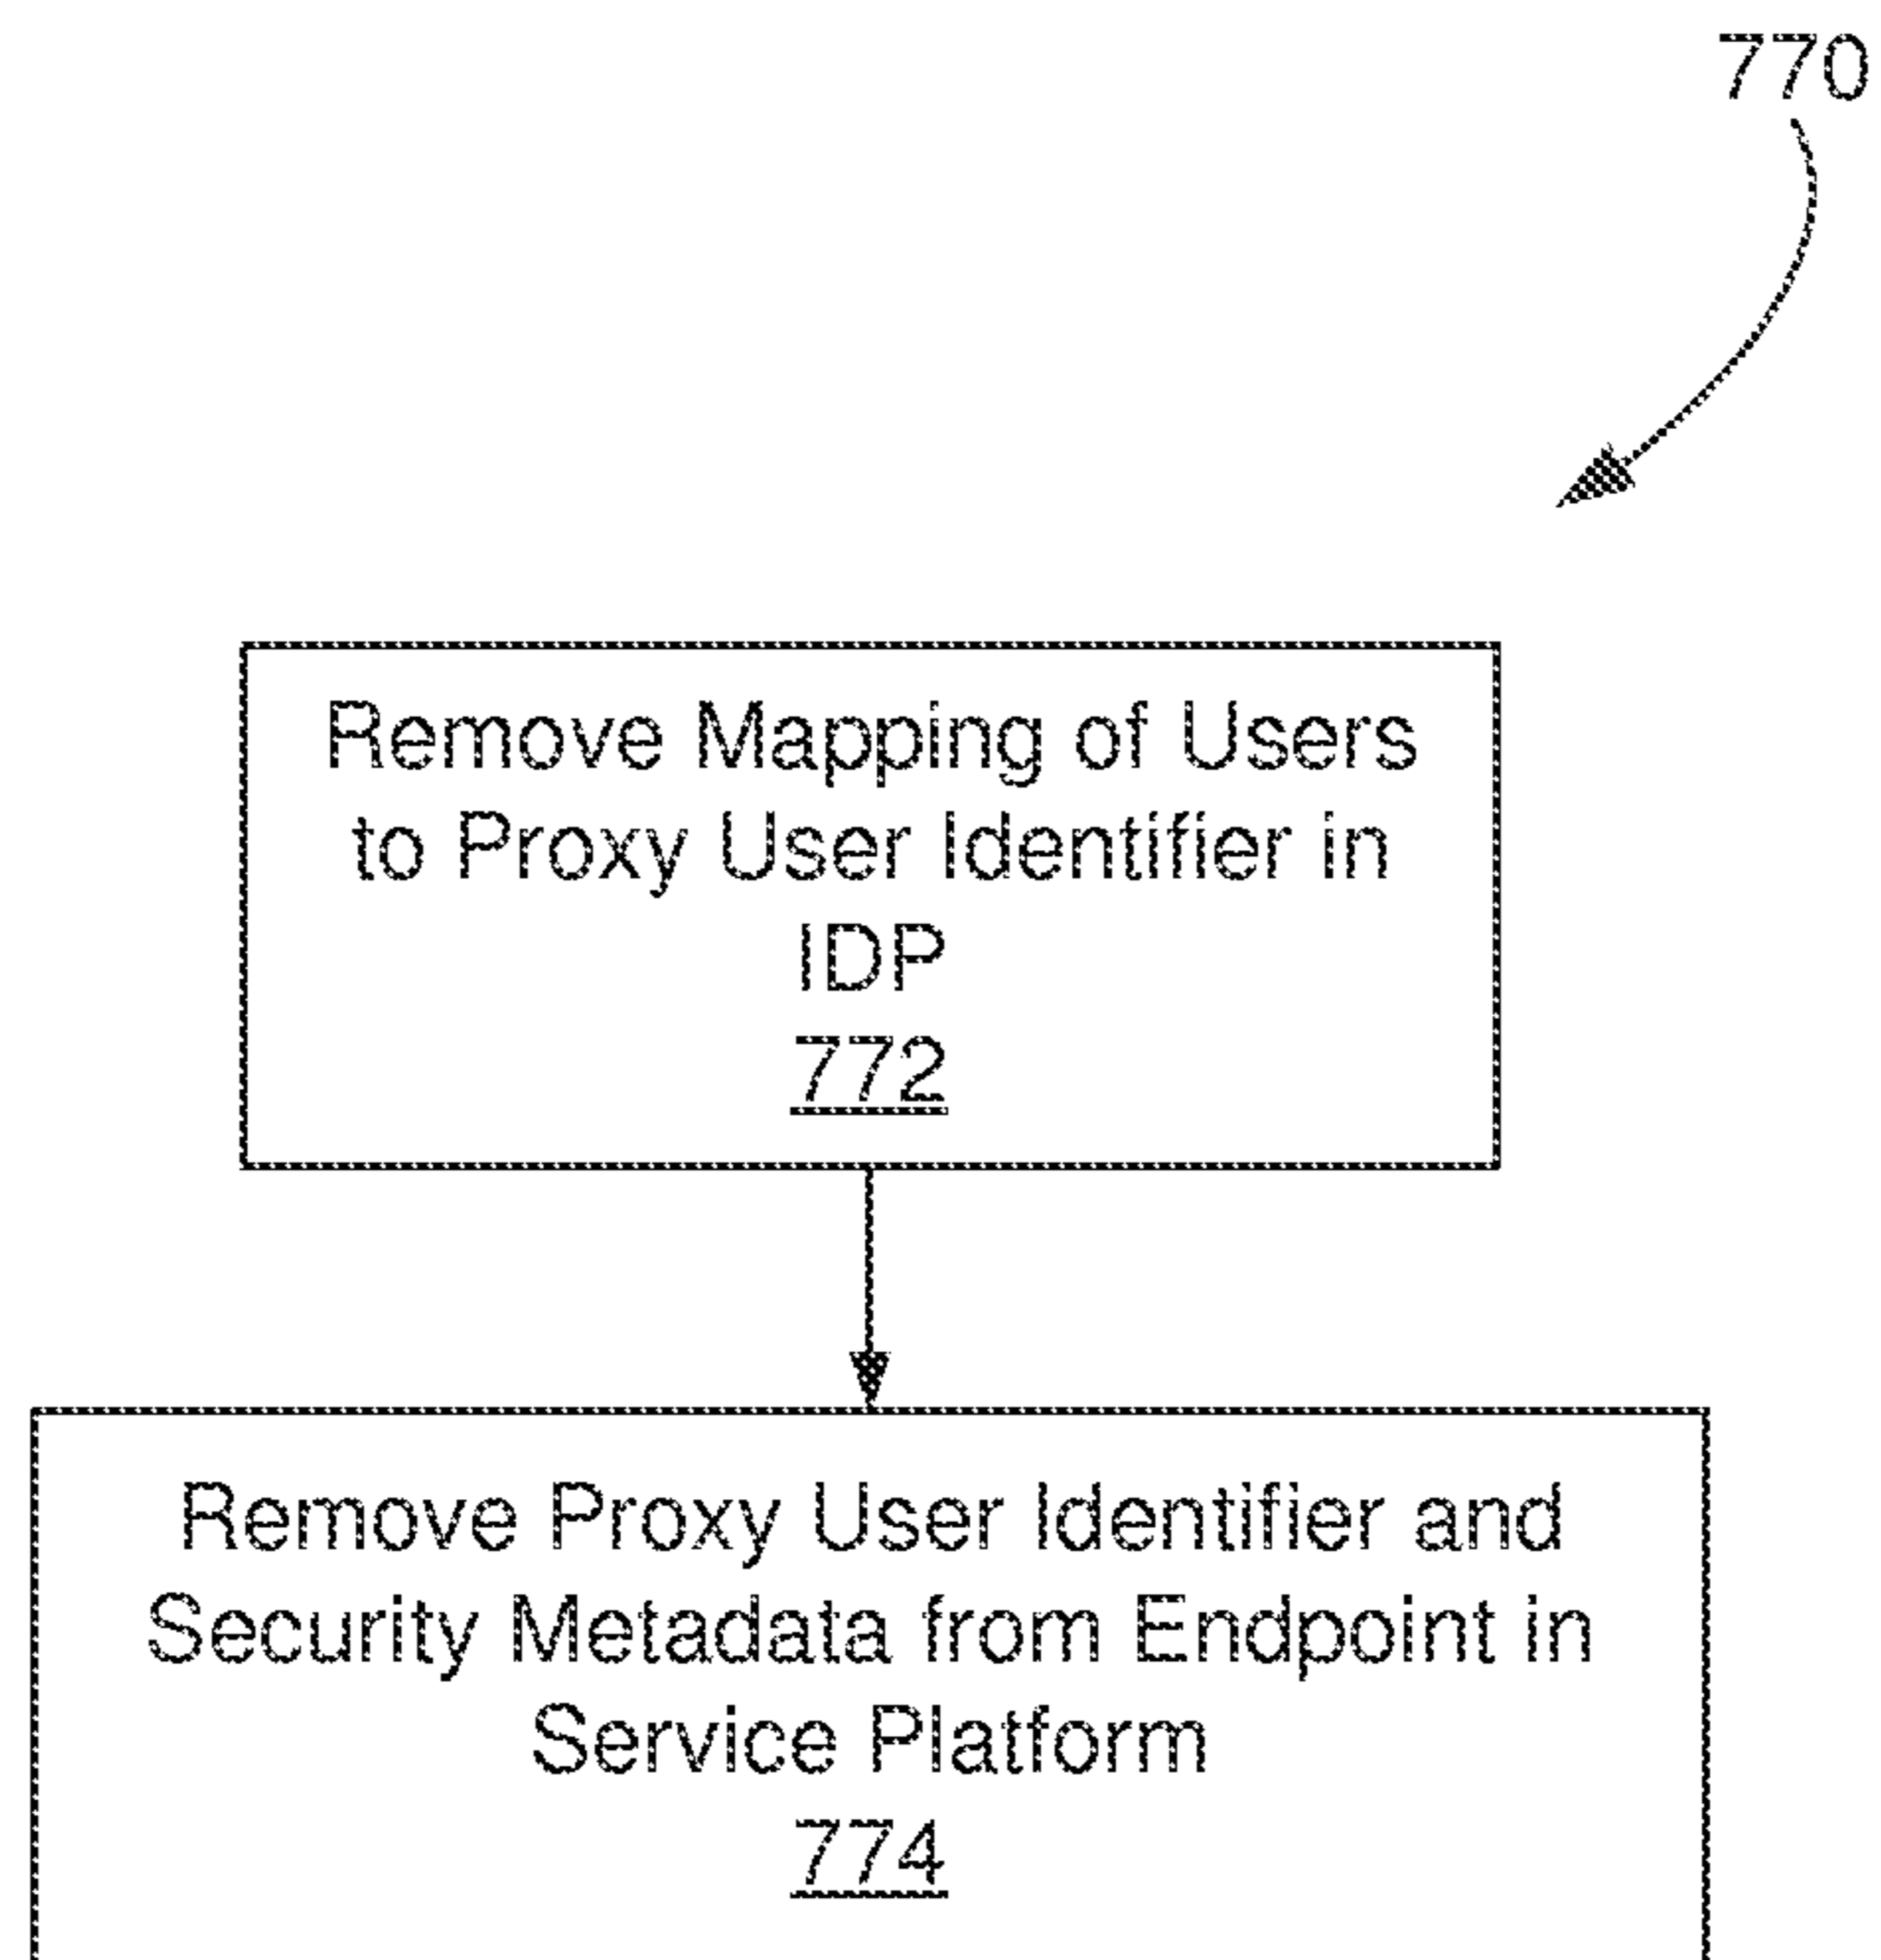 770
Remove Mapping of Users
to Proxy User Identifier in
IDP
772
Remove Proxy User Identifier and
Security Metadata from Endpoint in
Service Platform
774